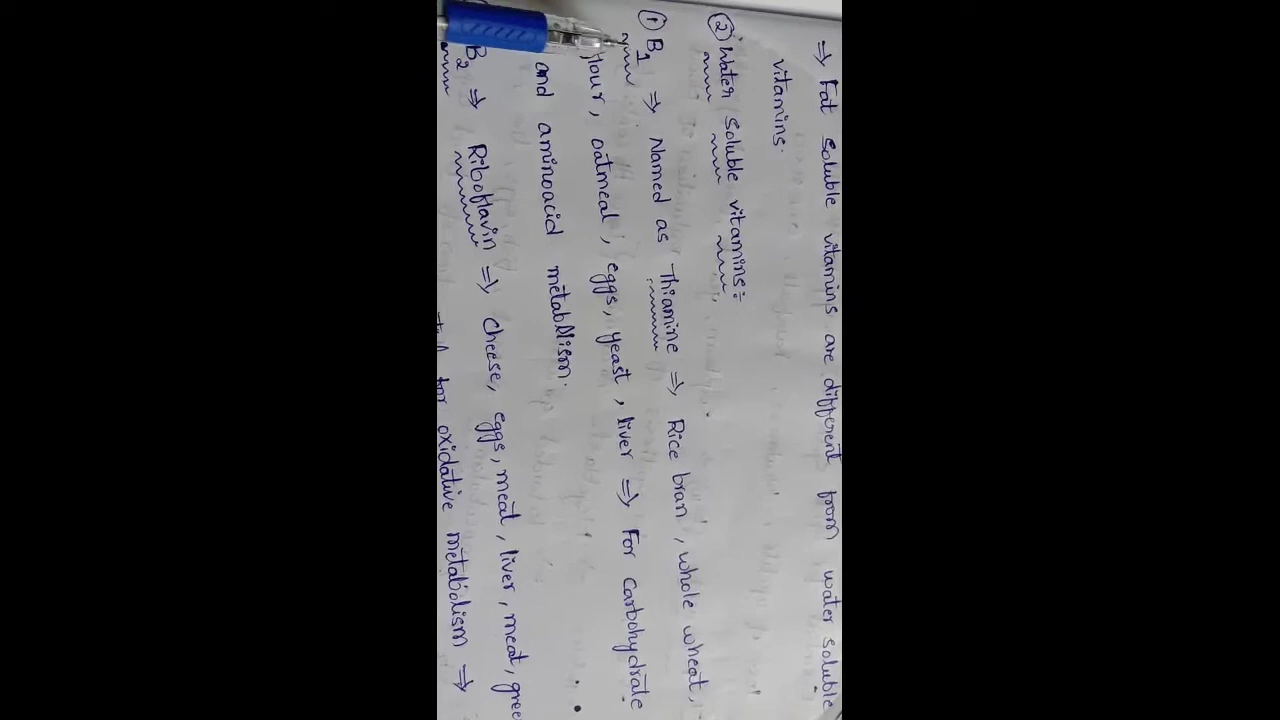 ⇒ Fat soluble vitamins are different from water soluble
vitamins.
② Water soluble vitamins:-
① B1 ⇒ Named as Thiamine ⇒ Rice bran, whole wheat,
flour, oatmeal, eggs, yeast, liver ⇒ For carbohydrate
and aminoacid metabolism.
B2 ⇒ Riboflavin ⇒ cheese, eggs, meat, liver, meat, gree
for oxidative metabolism ⇒